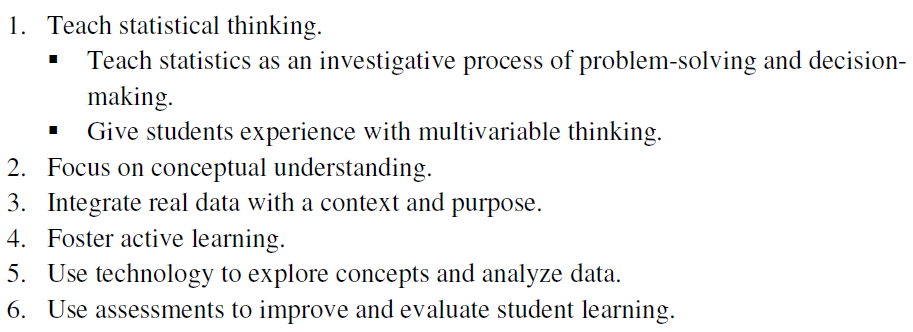 1. Teach statistical thinking.
▪ Teach statistics as an investigative process of problem-solving and decision-
making.
▪ Give students experience with multivariable thinking.
2. Focus on conceptual understanding.
3. Integrate real data with a context and purpose.
4. Foster active learning.
5. Use technology to explore concepts and analyze data.
6. Use assessments to improve and evaluate student learning.